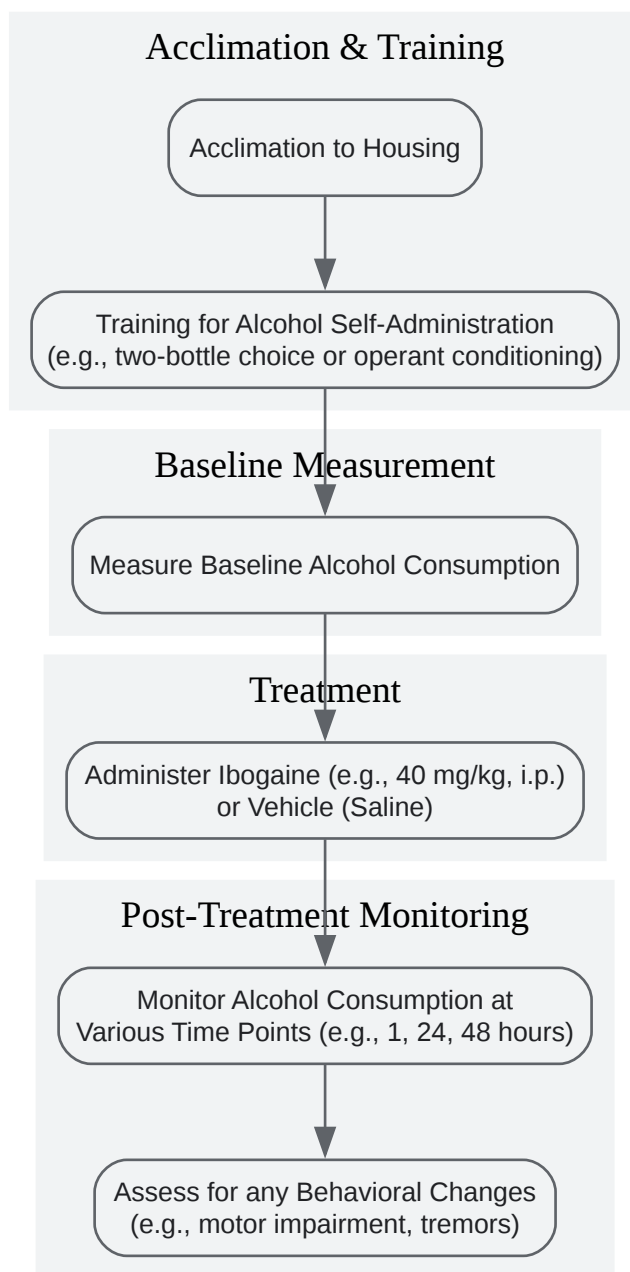 Acclimation & Training
Acclimation to Housing
Training for Alcohol Self-Administration
(e.g., two-bottle choice or operant conditioning)
Baseline Measurement
Measure Baseline Alcohol Consumption
Treatment
Administer Ibogaine (e.g., 40 mg/kg, i.p.)
or Vehicle (Saline)
Post-Treatment Monitoring
Monitor Alcohol Consumption at
Various Time Points (e.g., 1, 24, 48 hours)
Assess for any Behavioral Changes
(e.g., motor impairment, tremors)